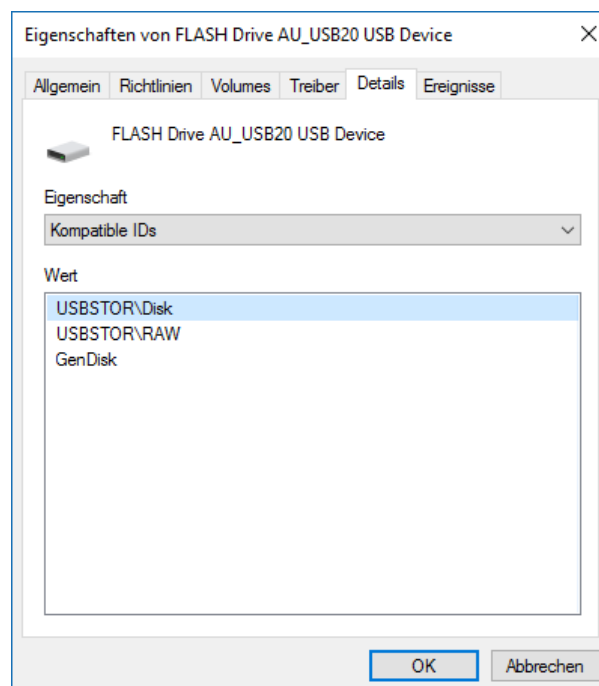 Eigenschaften von FLASH Drive AU_USB20 USB Device
Allgemein Richtlinien Volumes Treiber Details Ereignisse
FLASH Drive AU_USB20 USB Device
Eigenschaft
Kompatible IDs
Wert
USBSTOR\Disk
USBSTOR\RAW
GenDisk
OK Abbrechen